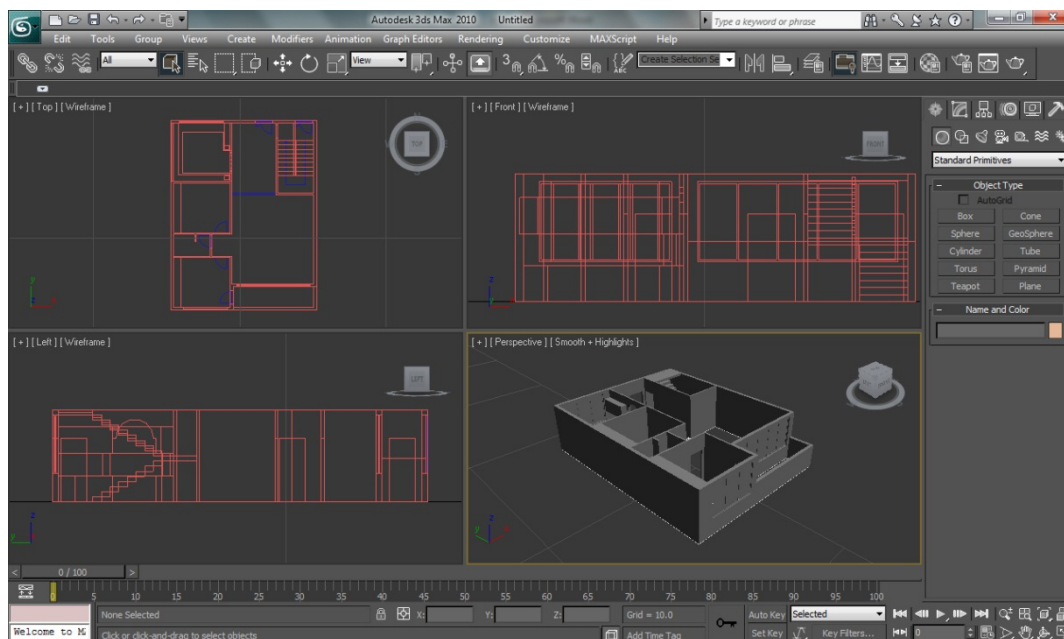 Autodesk 3ds Max 2010 Untitled
Type a keyword or phrase
Edit Tools Group Views Create Modifiers Animation Graph Editors Rendering Customize MAXScript Help
All View Create Selection Se
[ + ] [ Top ] [ Wireframe ]
TOP
[ + ] [ Front ] [ Wireframe ]
FRONT
Standard Primitives
Object Type
AutoGrid
Box Cone
Sphere GeoSphere
Cylinder Tube
Torus Pyramid
Teapot Plane
Name and Color
[ + ] [ Left ] [ Wireframe ]
LEFT
[ + ] [ Perspective ] [ Smooth + Highlights ]
< 0 / 100 >
0 5 10 15 20 25 30 35 40 45 50 55 60 65 70 75 80 85 90 95 100
None Selected X: Y: Z: Grid = 10.0 Auto Key Selected
Welcome to M Click or click-and-drag to select objects Add Time Tag Set Key Key Filters... 0